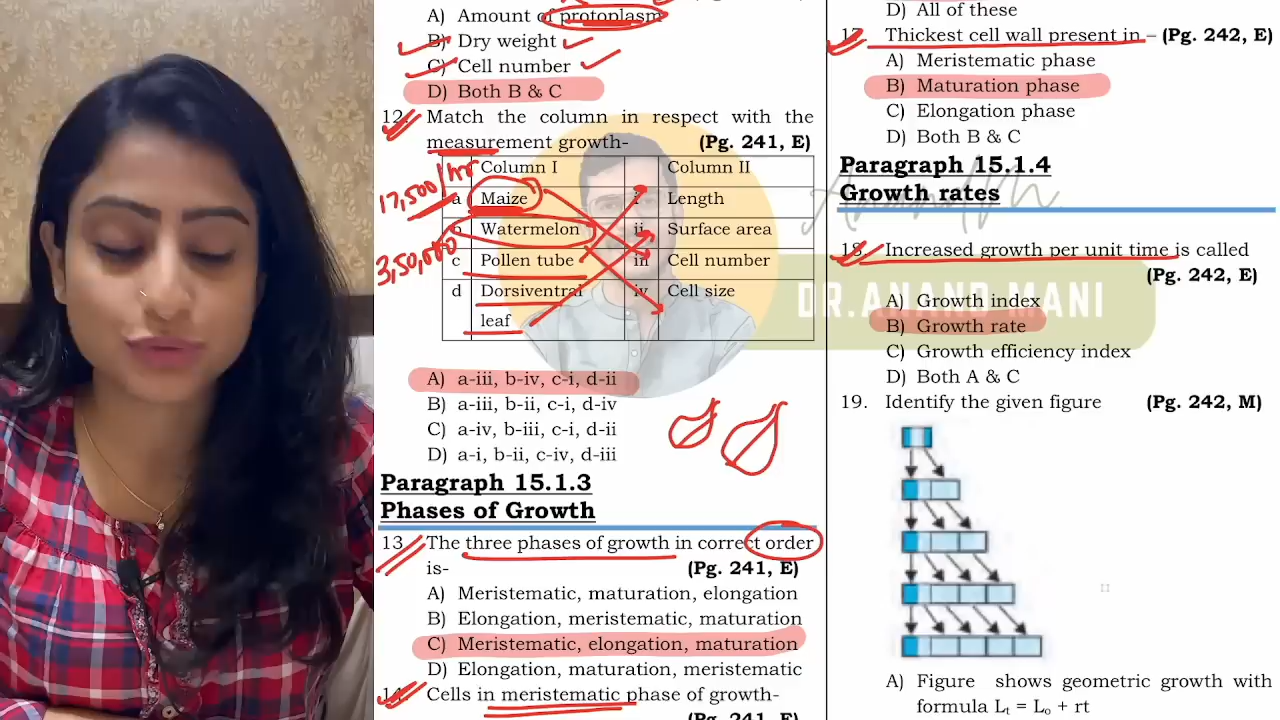 A) Amount of protoplasm
B) Dry weight
C) Cell number
D) Both B & C
12. Match the column in respect with the
measurement growth- (Pg. 241, E)
Column I Column II
a Maize i Length
b Watermelon ii Surface area
c Pollen tube iii Cell number
d Dorsiventral iv Cell size
leaf
17,500/hr
3,50,000
A) a-iii, b-iv, c-i, d-ii
B) a-iii, b-ii, c-i, d-iv
C) a-iv, b-iii, c-i, d-ii
D) a-i, b-ii, c-iv, d-iii
Paragraph 15.1.3
Phases of Growth
13. The three phases of growth in correct order
is- (Pg. 241, E)
A) Meristematic, maturation, elongation
B) Elongation, meristematic, maturation
C) Meristematic, elongation, maturation
D) Elongation, maturation, meristematic
14. Cells in meristematic phase of growth-
(Pg. 241, E)
D) All of these
17. Thickest cell wall present in – (Pg. 242, E)
A) Meristematic phase
B) Maturation phase
C) Elongation phase
D) Both B & C
Paragraph 15.1.4
Growth rates
18. Increased growth per unit time is called
(Pg. 242, E)
A) Growth index
B) Growth rate
C) Growth efficiency index
D) Both A & C
19. Identify the given figure (Pg. 242, M)
A) Figure shows geometric growth with
formula Lₜ = Lₒ + rt
DR.ANAND MANI